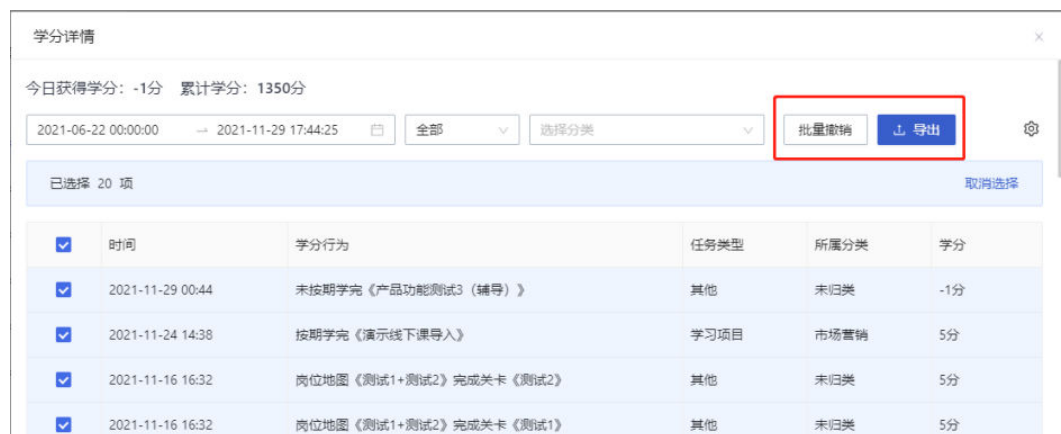 学分详情
今日获得学分：-1分 累计学分：1350分
2021-06-22 00:00:00 → 2021-11-29 17:44:25 全部 选择分类 批量撤销 导出
已选择 20 项 取消选择
时间 学分行为 任务类型 所属分类 学分
2021-11-29 00:44 未按期学完《产品功能测试3（辅导）》 其他 未归类 -1分
2021-11-24 14:38 按期学完《演示线下课导入》 学习项目 市场营销 5分
2021-11-16 16:32 岗位地图《测试1+测试2》完成关卡《测试2》 其他 未归类 5分
2021-11-16 16:32 岗位地图《测试1+测试2》完成关卡《测试1》 其他 未归类 5分